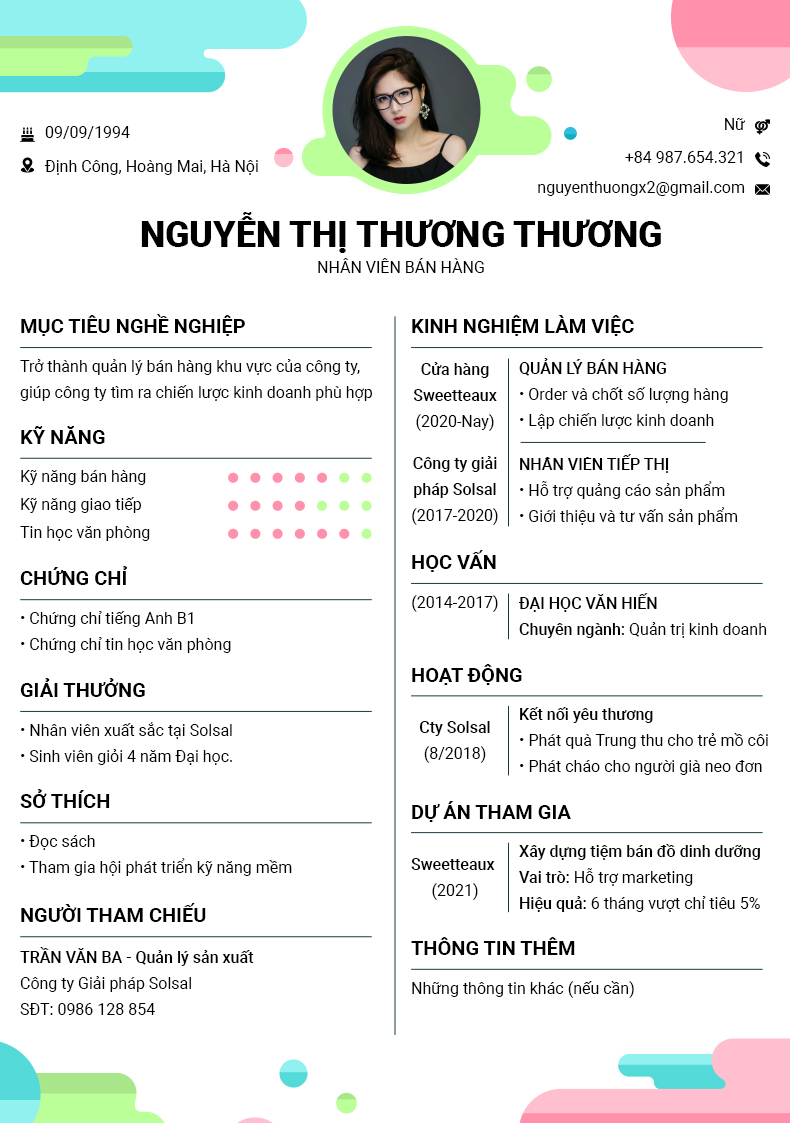 09/09/1994
Định Công, Hoàng Mai, Hà Nội
Nữ
+84 987.654.321
nguyenthuongx2@gmail.com
NGUYỄN THỊ THƯƠNG THƯƠNG
NHÂN VIÊN BÁN HÀNG
MỤC TIÊU NGHỀ NGHIỆP
Trở thành quản lý bán hàng khu vực của công ty,
giúp công ty tìm ra chiến lược kinh doanh phù hợp
KỸ NĂNG
Kỹ năng bán hàng
Kỹ năng giao tiếp
Tin học văn phòng
CHỨNG CHỈ
• Chứng chỉ tiếng Anh B1
• Chứng chỉ tin học văn phòng
GIẢI THƯỞNG
• Nhân viên xuất sắc tại Solsal
• Sinh viên giỏi 4 năm Đại học.
SỞ THÍCH
• Đọc sách
• Tham gia hội phát triển kỹ năng mềm
NGƯỜI THAM CHIẾU
TRẦN VĂN BA - Quản lý sản xuất
Công ty Giải pháp Solsal
SĐT: 0986 128 854
KINH NGHIỆM LÀM VIỆC
Cửa hàng
Sweetteaux
(2020-Nay)
QUẢN LÝ BÁN HÀNG
• Order và chốt số lượng hàng
• Lập chiến lược kinh doanh
Công ty giải
pháp Solsal
(2017-2020)
NHÂN VIÊN TIẾP THỊ
• Hỗ trợ quảng cáo sản phẩm
• Giới thiệu và tư vấn sản phẩm
HỌC VẤN
(2014-2017)
ĐẠI HỌC VĂN HIẾN
Chuyên ngành: Quản trị kinh doanh
HOẠT ĐỘNG
Cty Solsal
(8/2018)
Kết nối yêu thương
• Phát quà Trung thu cho trẻ mồ côi
• Phát cháo cho người già neo đơn
DỰ ÁN THAM GIA
Sweetteaux
(2021)
Xây dựng tiệm bán đồ dinh dưỡng
Vai trò: Hỗ trợ marketing
Hiệu quả: 6 tháng vượt chỉ tiêu 5%
THÔNG TIN THÊM
Những thông tin khác (nếu cần)